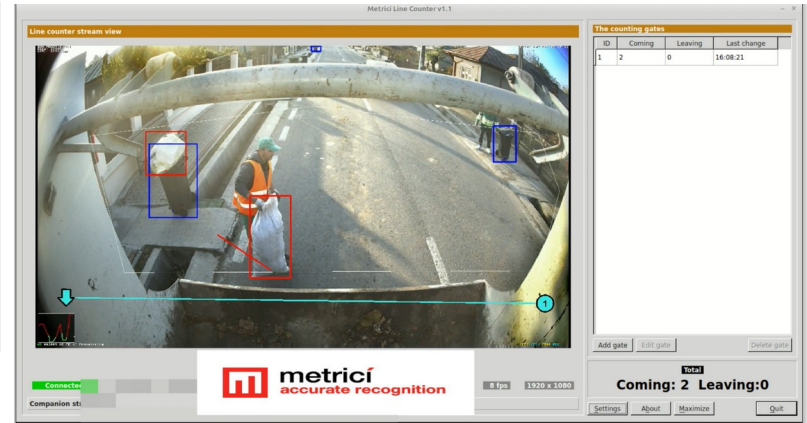 Metrici Line Counter v1.1
Line counter stream view
The counting gates
ID Coming Leaving Last change
1 2 0 16:08:21
1
Add gate Edit gate Delete gate
Total
Coming: 2 Leaving:0
Connected
8 fps 1920 x 1080
metrici
accurate recognition
Companion
Settings About Maximize Quit